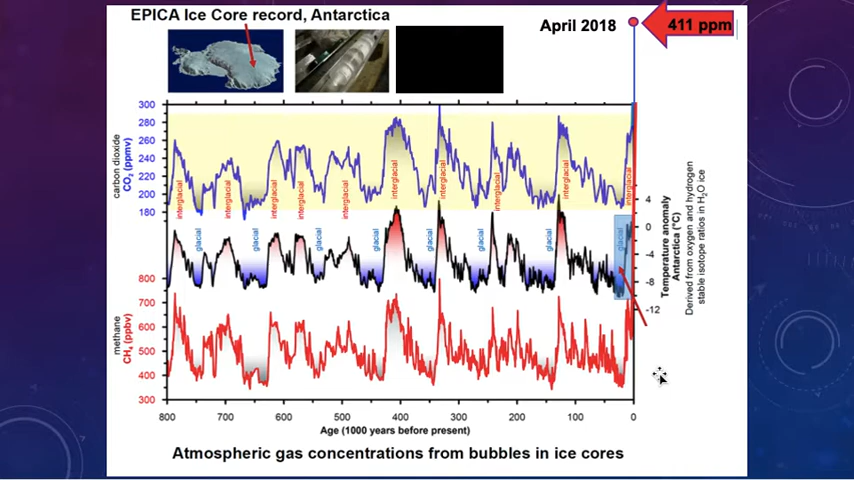 EPICA Ice Core record, Antarctica
April 2018
411 ppm
carbon dioxide
CO2 (ppmv)
300
280
260
240
220
200
180
interglacial
interglacial
interglacial
interglacial
interglacial
interglacial
interglacial
interglacial
interglacial
interglacial
glacial
glacial
glacial
glacial
glacial
glacial
glacial
glacial
4
0
-4
-8
-12
Temperature anomaly
Antarctica (°C)
Derived from oxygen and hydrogen
stable isotope ratios in H2O ice
methane
CH4 (ppbv)
800
700
600
500
400
300
800 700 600 500 400 300 200 100 0
Age (1000 years before present)
Atmospheric gas concentrations from bubbles in ice cores